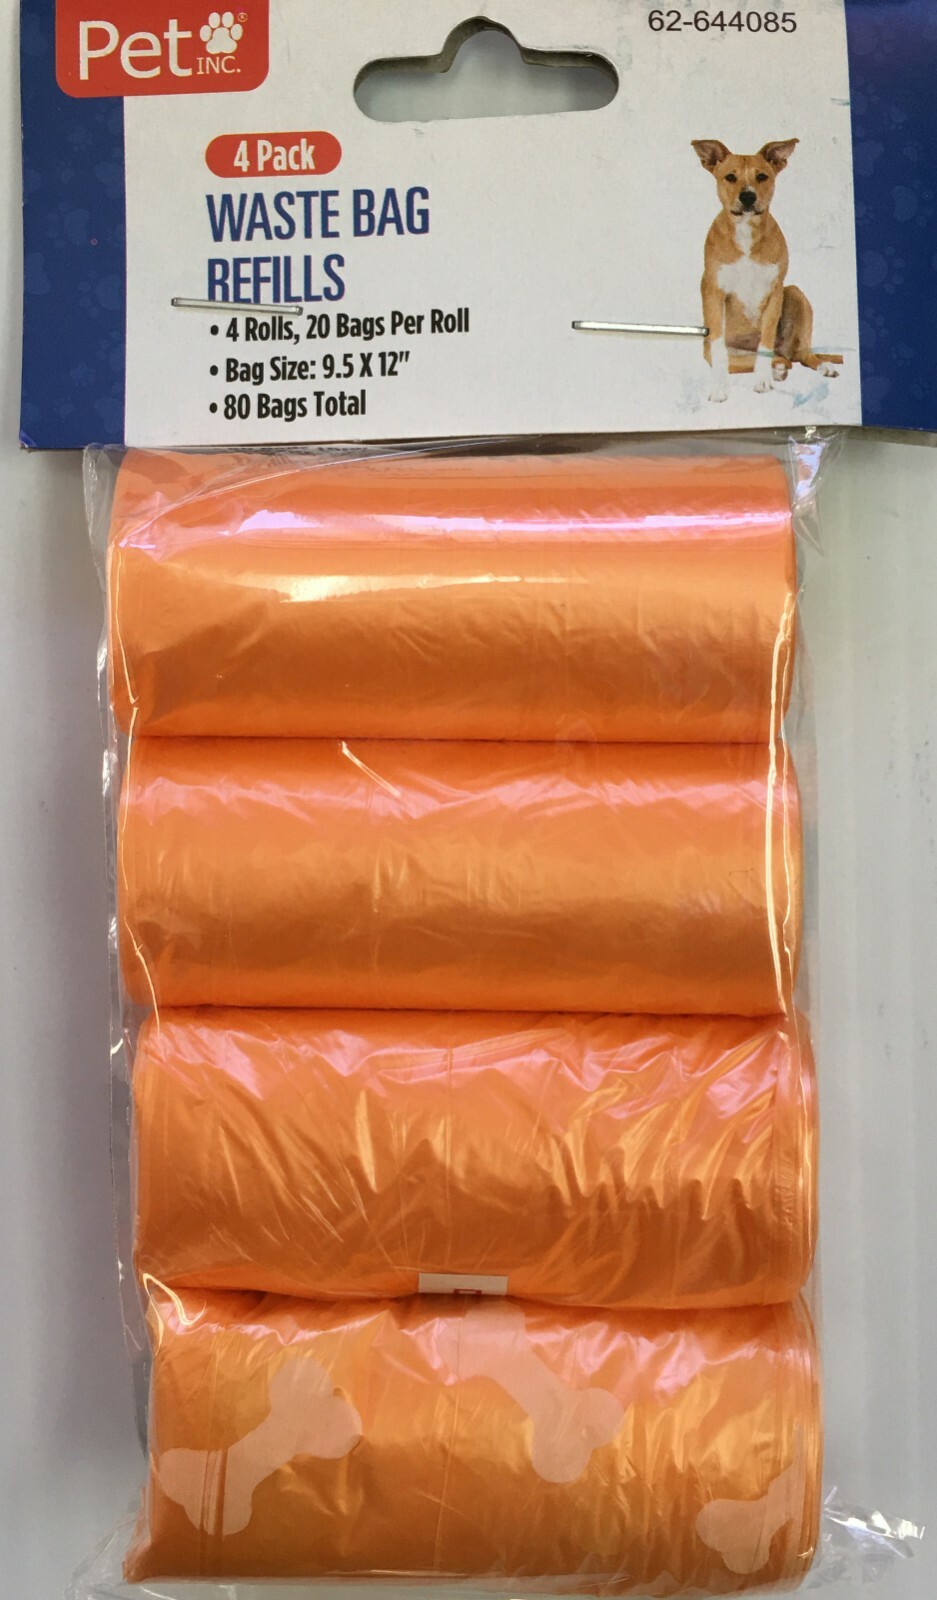 Pet®
INC.
62-644085
4 Pack
WASTE BAG
REFILLS
• 4 Rolls, 20 Bags Per Roll
• Bag Size: 9.5 X 12"
• 80 Bags Total